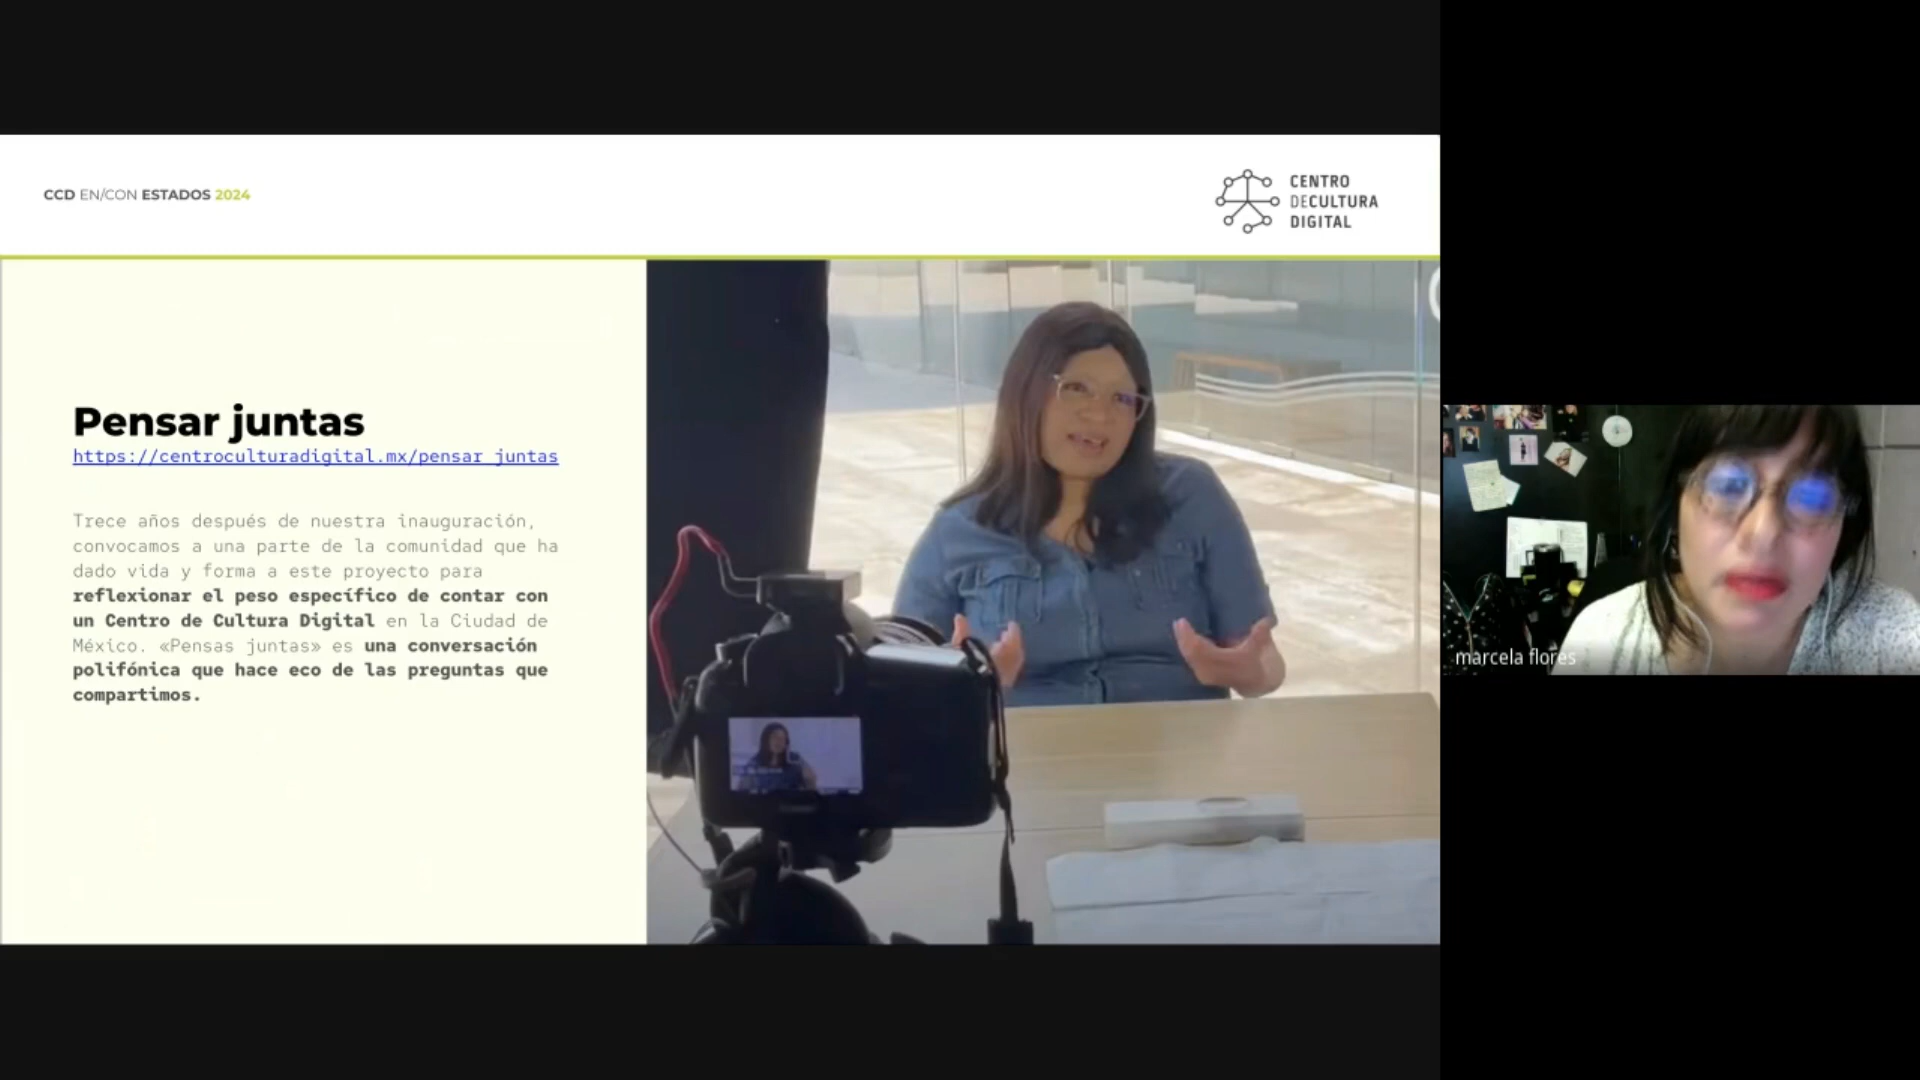 CCD EN/CON ESTADOS 2024
CENTRO
DECULTURA
DIGITAL
Pensar juntas
https://centroculturadigital.mx/pensar_juntas
Trece años después de nuestra inauguración,
convocamos a una parte de la comunidad que ha
dado vida y forma a este proyecto para
reflexionar el peso específico de contar con
un Centro de Cultura Digital en la Ciudad de
México. «Pensas juntas» es una conversación
polifónica que hace eco de las preguntas que
compartimos.
marcela flores